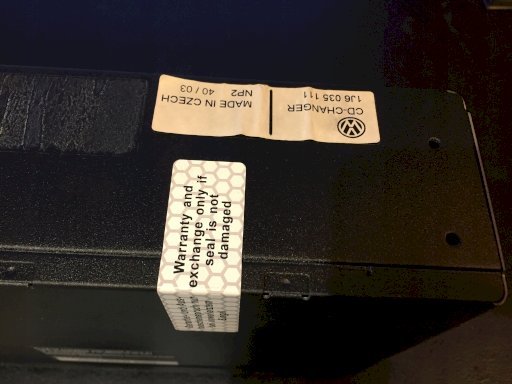 CD-CHANGER
1J6 035 111
MADE IN CZECH
NP2 40/03
Warranty and
exchange only if
seal is not
damaged